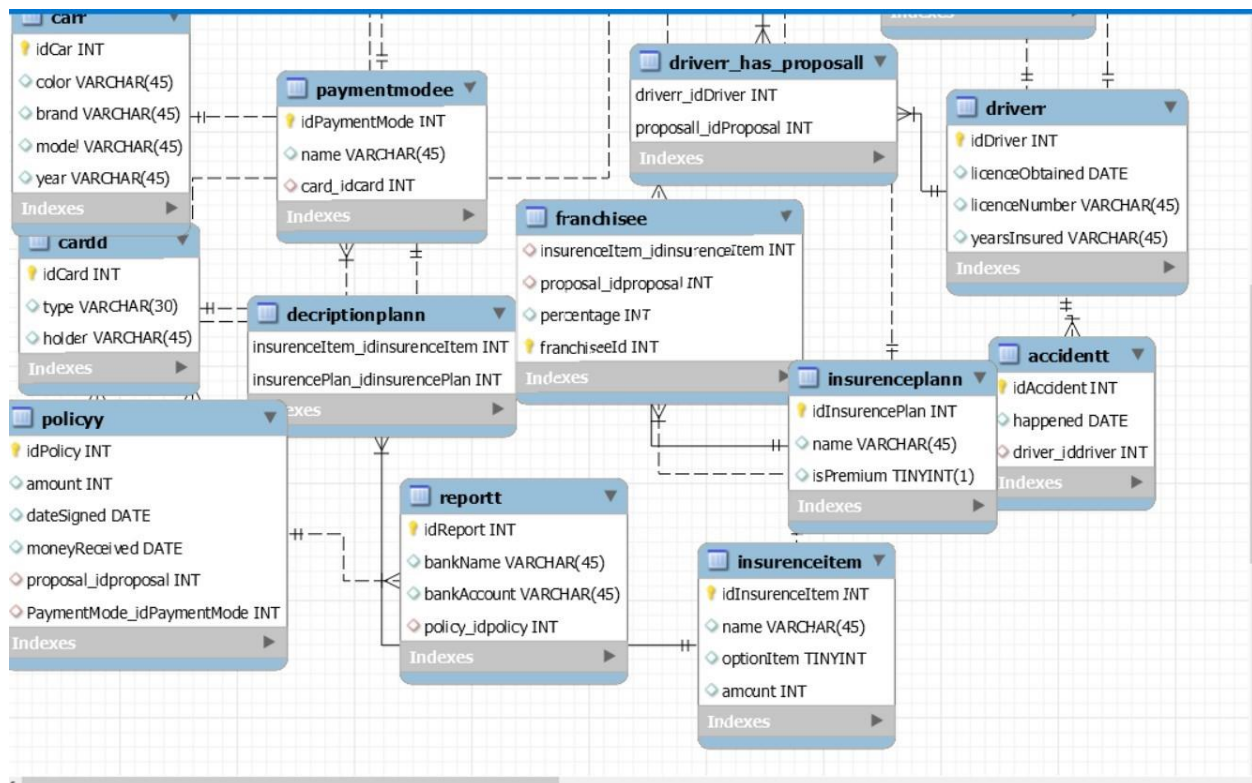 carr
idCar INT
color VARCHAR(45)
brand VARCHAR(45)
model VARCHAR(45)
year VARCHAR(45)
Indexes
paymentmodee
idPaymentMode INT
name VARCHAR(45)
card_idcard INT
Indexes
driverr_has_proposall
driverr_idDriver INT
proposall_idProposal INT
Indexes
Indexes
driverr
idDriver INT
licenceObtained DATE
licenceNumber VARCHAR(45)
yearsInsured VARCHAR(45)
Indexes
cardd
idCard INT
type VARCHAR(30)
holder VARCHAR(45)
Indexes
decriptionplann
insurenceItem_idinsurenceItem INT
insurencePlan_idinsurencePlan INT
exes
franchisee
insurenceItem_idinsurenceItem INT
proposal_idproposal INT
percentage INT
franchiseeId INT
Indexes
insurenceplann
idInsurencePlan INT
name VARCHAR(45)
isPremium TINYINT(1)
Indexes
accidentt
idAccident INT
happened DATE
driver_iddriver INT
Indexes
policyy
idPolicy INT
amount INT
dateSigned DATE
moneyReceived DATE
proposal_idproposal INT
PaymentMode_idPaymentMode INT
Indexes
reportt
idReport INT
bankName VARCHAR(45)
bankAccount VARCHAR(45)
policy_idpolicy INT
Indexes
insurenceitem
idInsurenceItem INT
name VARCHAR(45)
optionItem TINYINT
amount INT
Indexes